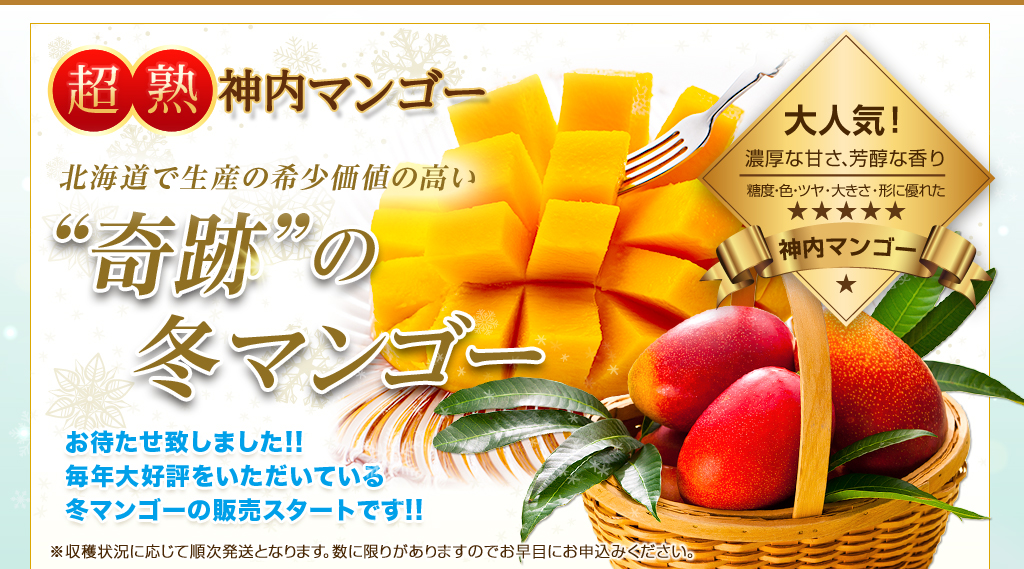 超熟神内マンゴー
北海道で生産の希少価値の高い
“奇跡”の
冬マンゴー
お待たせ致しました!!
毎年大好評をいただいている
冬マンゴーの販売スタートです!!
※収穫状況に応じて順次発送となります。数に限りがありますのでお早目にお申込みください。
大人気！
濃厚な甘さ、芳醇な香り
糖度・色・ツヤ・大きさ・形に優れた
★★★★★
神内マンゴー
★